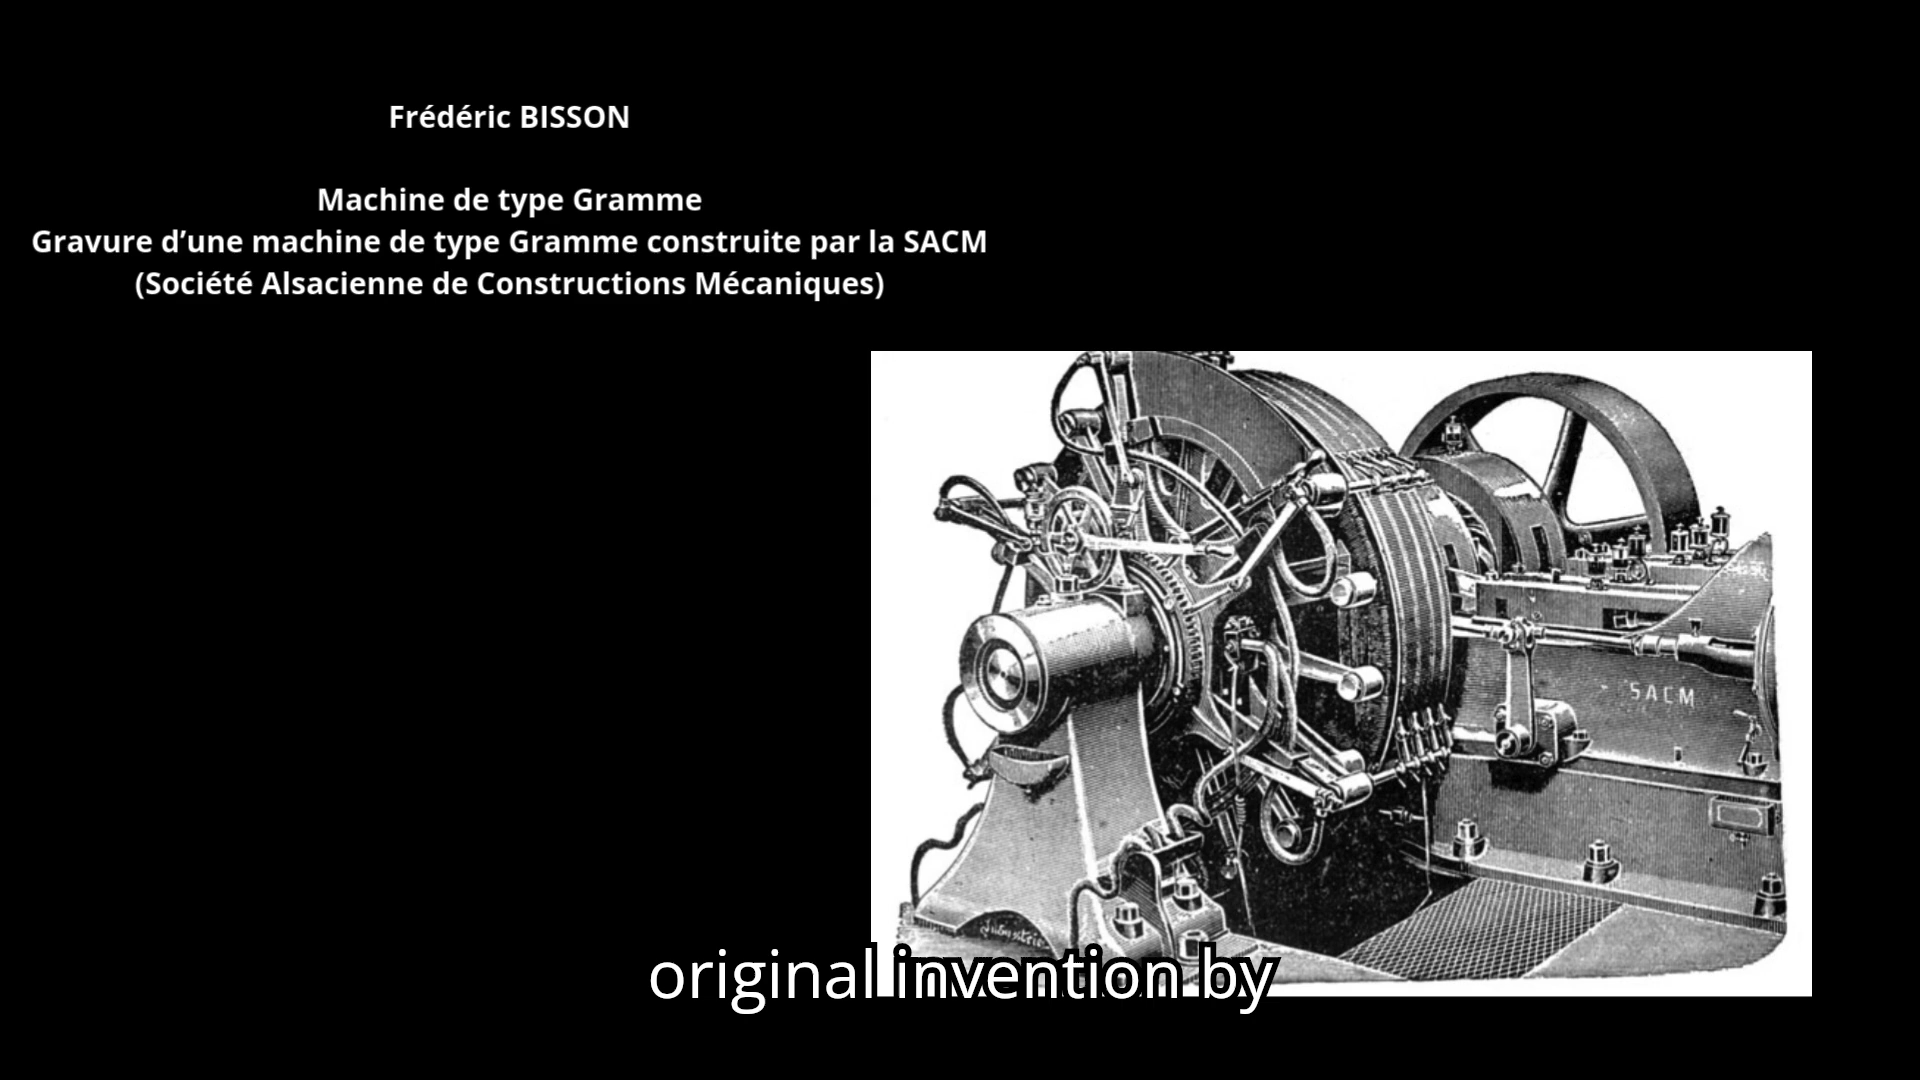 Frédéric BISSON
Machine de type Gramme
Gravure d’une machine de type Gramme construite par la SACM
(Société Alsacienne de Constructions Mécaniques)
SACM
original invention by